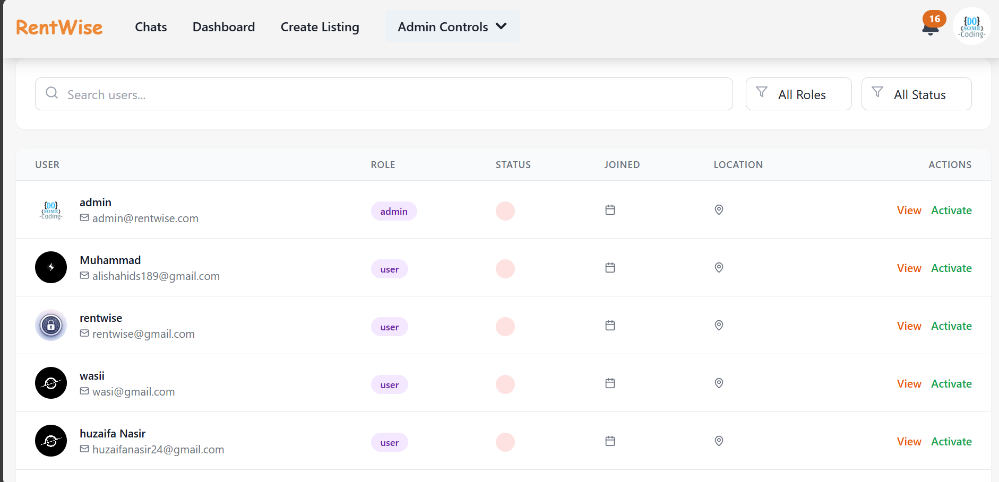 RentWise Chats Dashboard Create Listing Admin Controls 16 {DO} {SOME} -Coding-
Search users... All Roles All Status
USER ROLE STATUS JOINED LOCATION ACTIONS
{DO} {SOME} -Coding-
admin
admin@rentwise.com
admin View Activate
Muhammad
alishahids189@gmail.com
user View Activate
rentwise
rentwise@gmail.com
user View Activate
wasii
wasi@gmail.com
user View Activate
huzaifa Nasir
huzaifanasir24@gmail.com
user View Activate